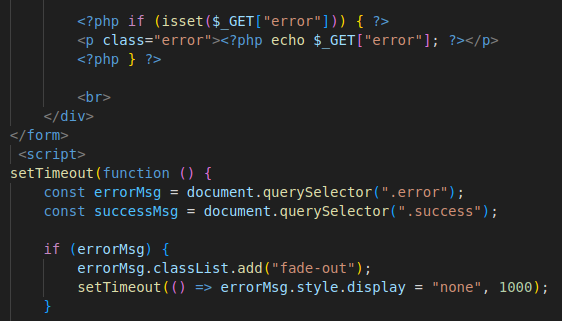 <?php if (isset($_GET["error"])) { ?>
<p class="error"><?php echo $_GET["error"]; ?></p>
<?php } ?>
<br>
</div>
</form>
<script>
setTimeout(function () {
const errorMsg = document.querySelector(".error");
const successMsg = document.querySelector(".success");
if (errorMsg) {
errorMsg.classList.add("fade-out");
setTimeout(() => errorMsg.style.display = "none", 1000);
}